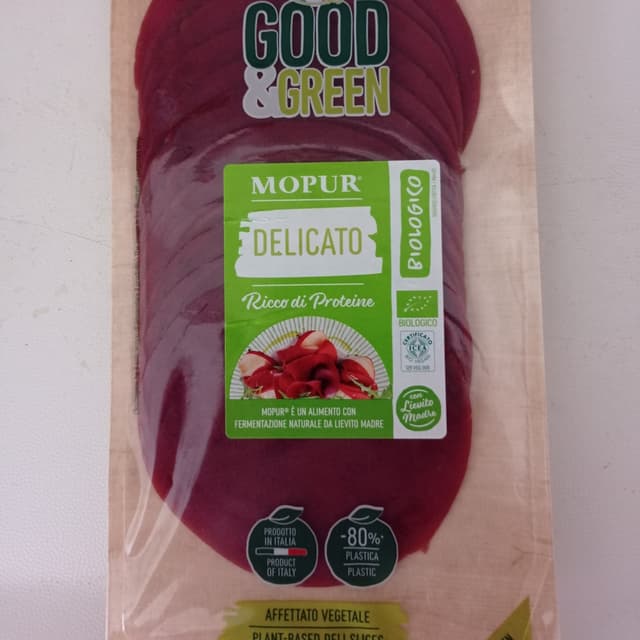 GOOD
&GREEN
MOPUR®
DELICATO
Ricco di Proteine
MOPUR® È UN ALIMENTO CON
FERMENTAZIONE NATURALE DA LIEVITO MADRE
BIOLOGICO
BIOLOGICO
CERTIFICATO
con
Lievito
Madre
PRODOTTO
IN ITALIA
PRODUCT
OF ITALY
-80%*
PLASTICA
PLASTIC
AFFETTATO VEGETALE
PLANT-BASED DELI SLICES